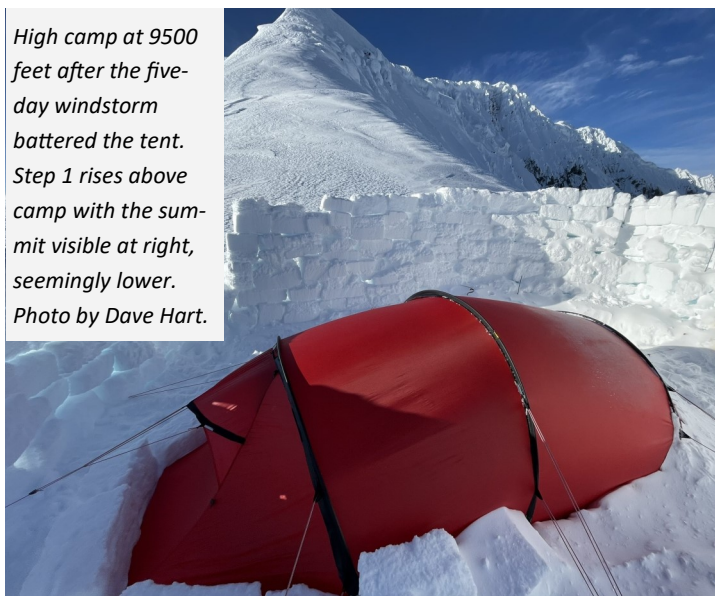 High camp at 9500
feet after the five-
day windstorm
battered the tent.
Step 1 rises above
camp with the sum-
mit visible at right,
seemingly lower.
Photo by Dave Hart.